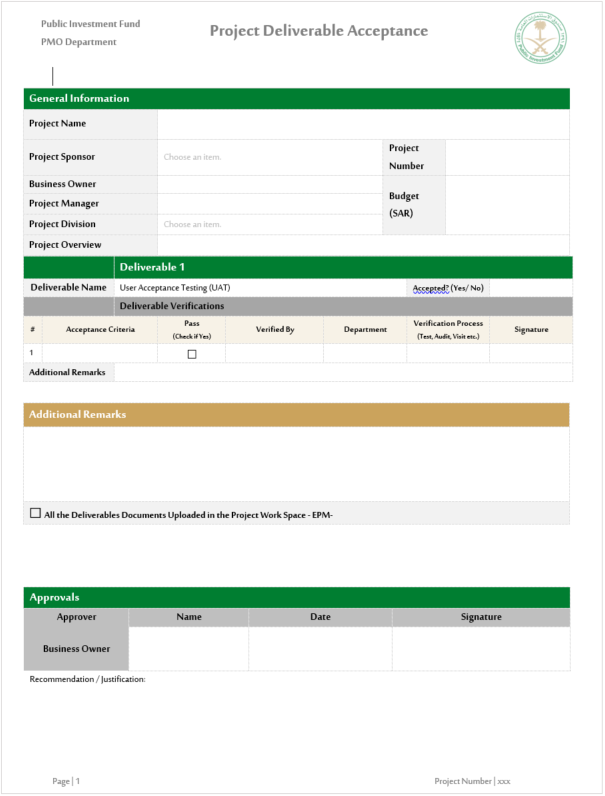 Public Investment Fund
PMO Department
Project Deliverable Acceptance
Public Investment Fund
General Information
Project Name
Project Sponsor Choose an item. Project Number
Business Owner
Project Manager Budget (SAR)
Project Division Choose an item.
Project Overview
Deliverable 1
Deliverable Name User Acceptance Testing (UAT) Accepted? (Yes/ No)
Deliverable Verifications
# Acceptance Criteria Pass (Check if Yes) Verified By Department Verification Process (Test, Audit, Visit etc.) Signature
1 ☐
Additional Remarks
Additional Remarks
☐ All the Deliverables Documents Uploaded in the Project Work Space - EPM-
Approvals
Approver Name Date Signature
Business Owner
Recommendation / Justification:
Page | 1 Project Number | xxx